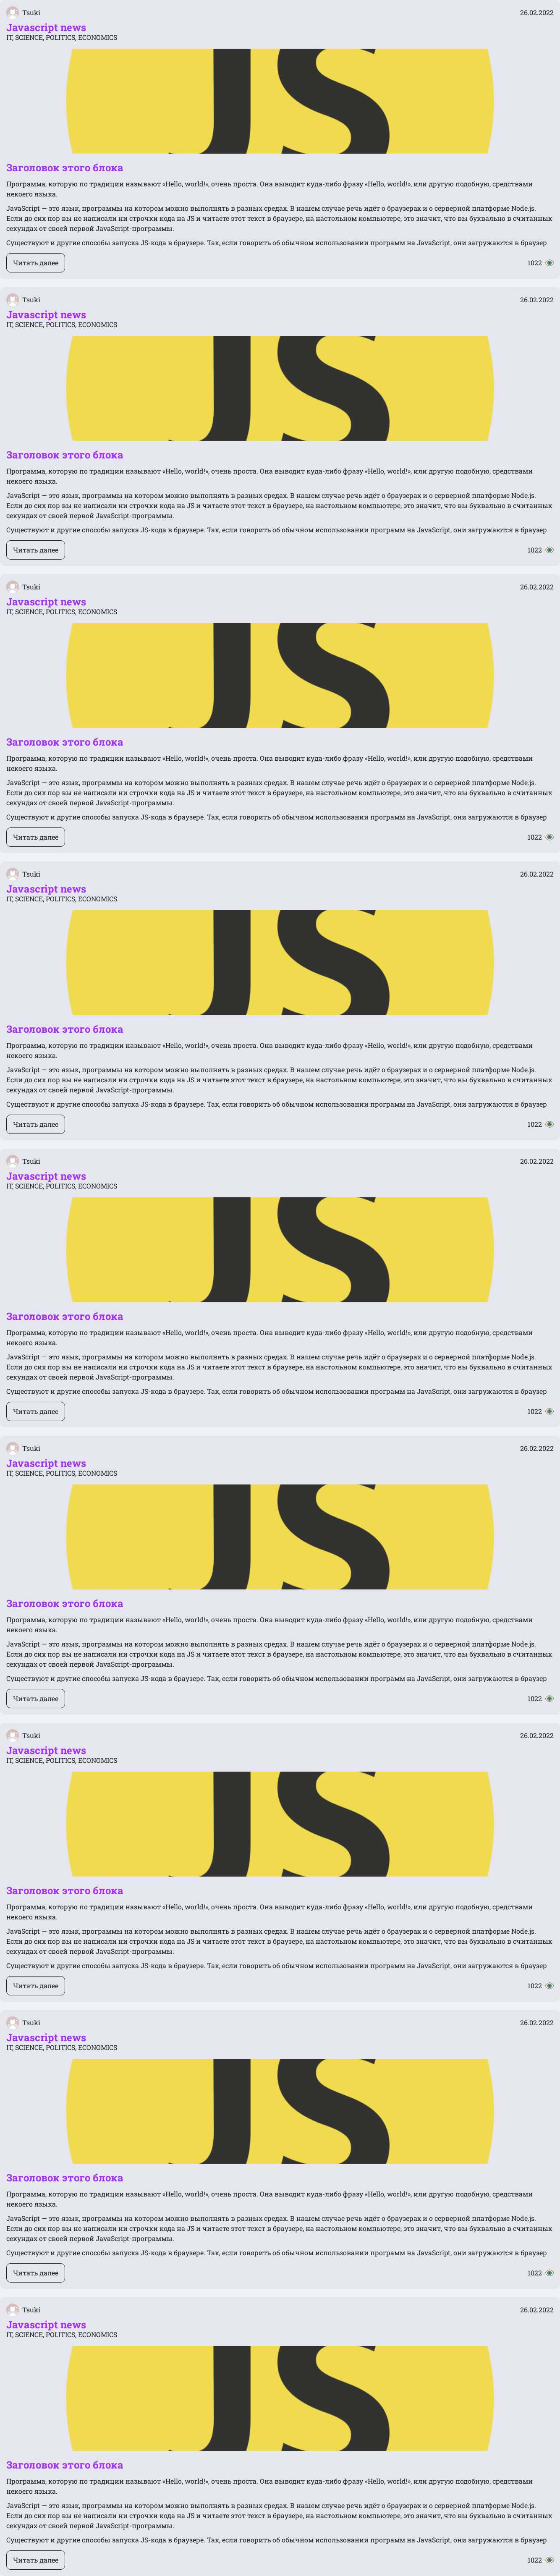 Tsuki 26.02.2022
Javascript news
IT, SCIENCE, POLITICS, ECONOMICS
JS
Заголовок этого блока
Программа, которую по традиции называют «Hello, world!», очень проста. Она выводит куда-либо фразу «Hello, world!», или другую подобную, средствами
некоего языка.
JavaScript — это язык, программы на котором можно выполнять в разных средах. В нашем случае речь идёт о браузерах и о серверной платформе Node.js.
Если до сих пор вы не написали ни строчки кода на JS и читаете этот текст в браузере, на настольном компьютере, это значит, что вы буквально в считанных
секундах от своей первой JavaScript-программы.
Существуют и другие способы запуска JS-кода в браузере. Так, если говорить об обычном использовании программ на JavaScript, они загружаются в браузер
Читать далее 1022
Tsuki 26.02.2022
Javascript news
IT, SCIENCE, POLITICS, ECONOMICS
JS
Заголовок этого блока
Программа, которую по традиции называют «Hello, world!», очень проста. Она выводит куда-либо фразу «Hello, world!», или другую подобную, средствами
некоего языка.
JavaScript — это язык, программы на котором можно выполнять в разных средах. В нашем случае речь идёт о браузерах и о серверной платформе Node.js.
Если до сих пор вы не написали ни строчки кода на JS и читаете этот текст в браузере, на настольном компьютере, это значит, что вы буквально в считанных
секундах от своей первой JavaScript-программы.
Существуют и другие способы запуска JS-кода в браузере. Так, если говорить об обычном использовании программ на JavaScript, они загружаются в браузер
Читать далее 1022
Tsuki 26.02.2022
Javascript news
IT, SCIENCE, POLITICS, ECONOMICS
JS
Заголовок этого блока
Программа, которую по традиции называют «Hello, world!», очень проста. Она выводит куда-либо фразу «Hello, world!», или другую подобную, средствами
некоего языка.
JavaScript — это язык, программы на котором можно выполнять в разных средах. В нашем случае речь идёт о браузерах и о серверной платформе Node.js.
Если до сих пор вы не написали ни строчки кода на JS и читаете этот текст в браузере, на настольном компьютере, это значит, что вы буквально в считанных
секундах от своей первой JavaScript-программы.
Существуют и другие способы запуска JS-кода в браузере. Так, если говорить об обычном использовании программ на JavaScript, они загружаются в браузер
Читать далее 1022
Tsuki 26.02.2022
Javascript news
IT, SCIENCE, POLITICS, ECONOMICS
JS
Заголовок этого блока
Программа, которую по традиции называют «Hello, world!», очень проста. Она выводит куда-либо фразу «Hello, world!», или другую подобную, средствами
некоего языка.
JavaScript — это язык, программы на котором можно выполнять в разных средах. В нашем случае речь идёт о браузерах и о серверной платформе Node.js.
Если до сих пор вы не написали ни строчки кода на JS и читаете этот текст в браузере, на настольном компьютере, это значит, что вы буквально в считанных
секундах от своей первой JavaScript-программы.
Существуют и другие способы запуска JS-кода в браузере. Так, если говорить об обычном использовании программ на JavaScript, они загружаются в браузер
Читать далее 1022
Tsuki 26.02.2022
Javascript news
IT, SCIENCE, POLITICS, ECONOMICS
JS
Заголовок этого блока
Программа, которую по традиции называют «Hello, world!», очень проста. Она выводит куда-либо фразу «Hello, world!», или другую подобную, средствами
некоего языка.
JavaScript — это язык, программы на котором можно выполнять в разных средах. В нашем случае речь идёт о браузерах и о серверной платформе Node.js.
Если до сих пор вы не написали ни строчки кода на JS и читаете этот текст в браузере, на настольном компьютере, это значит, что вы буквально в считанных
секундах от своей первой JavaScript-программы.
Существуют и другие способы запуска JS-кода в браузере. Так, если говорить об обычном использовании программ на JavaScript, они загружаются в браузер
Читать далее 1022
Tsuki 26.02.2022
Javascript news
IT, SCIENCE, POLITICS, ECONOMICS
JS
Заголовок этого блока
Программа, которую по традиции называют «Hello, world!», очень проста. Она выводит куда-либо фразу «Hello, world!», или другую подобную, средствами
некоего языка.
JavaScript — это язык, программы на котором можно выполнять в разных средах. В нашем случае речь идёт о браузерах и о серверной платформе Node.js.
Если до сих пор вы не написали ни строчки кода на JS и читаете этот текст в браузере, на настольном компьютере, это значит, что вы буквально в считанных
секундах от своей первой JavaScript-программы.
Существуют и другие способы запуска JS-кода в браузере. Так, если говорить об обычном использовании программ на JavaScript, они загружаются в браузер
Читать далее 1022
Tsuki 26.02.2022
Javascript news
IT, SCIENCE, POLITICS, ECONOMICS
JS
Заголовок этого блока
Программа, которую по традиции называют «Hello, world!», очень проста. Она выводит куда-либо фразу «Hello, world!», или другую подобную, средствами
некоего языка.
JavaScript — это язык, программы на котором можно выполнять в разных средах. В нашем случае речь идёт о браузерах и о серверной платформе Node.js.
Если до сих пор вы не написали ни строчки кода на JS и читаете этот текст в браузере, на настольном компьютере, это значит, что вы буквально в считанных
секундах от своей первой JavaScript-программы.
Существуют и другие способы запуска JS-кода в браузере. Так, если говорить об обычном использовании программ на JavaScript, они загружаются в браузер
Читать далее 1022
Tsuki 26.02.2022
Javascript news
IT, SCIENCE, POLITICS, ECONOMICS
JS
Заголовок этого блока
Программа, которую по традиции называют «Hello, world!», очень проста. Она выводит куда-либо фразу «Hello, world!», или другую подобную, средствами
некоего языка.
JavaScript — это язык, программы на котором можно выполнять в разных средах. В нашем случае речь идёт о браузерах и о серверной платформе Node.js.
Если до сих пор вы не написали ни строчки кода на JS и читаете этот текст в браузере, на настольном компьютере, это значит, что вы буквально в считанных
секундах от своей первой JavaScript-программы.
Существуют и другие способы запуска JS-кода в браузере. Так, если говорить об обычном использовании программ на JavaScript, они загружаются в браузер
Читать далее 1022
Tsuki 26.02.2022
Javascript news
IT, SCIENCE, POLITICS, ECONOMICS
JS
Заголовок этого блока
Программа, которую по традиции называют «Hello, world!», очень проста. Она выводит куда-либо фразу «Hello, world!», или другую подобную, средствами
некоего языка.
JavaScript — это язык, программы на котором можно выполнять в разных средах. В нашем случае речь идёт о браузерах и о серверной платформе Node.js.
Если до сих пор вы не написали ни строчки кода на JS и читаете этот текст в браузере, на настольном компьютере, это значит, что вы буквально в считанных
секундах от своей первой JavaScript-программы.
Существуют и другие способы запуска JS-кода в браузере. Так, если говорить об обычном использовании программ на JavaScript, они загружаются в браузер
Читать далее 1022